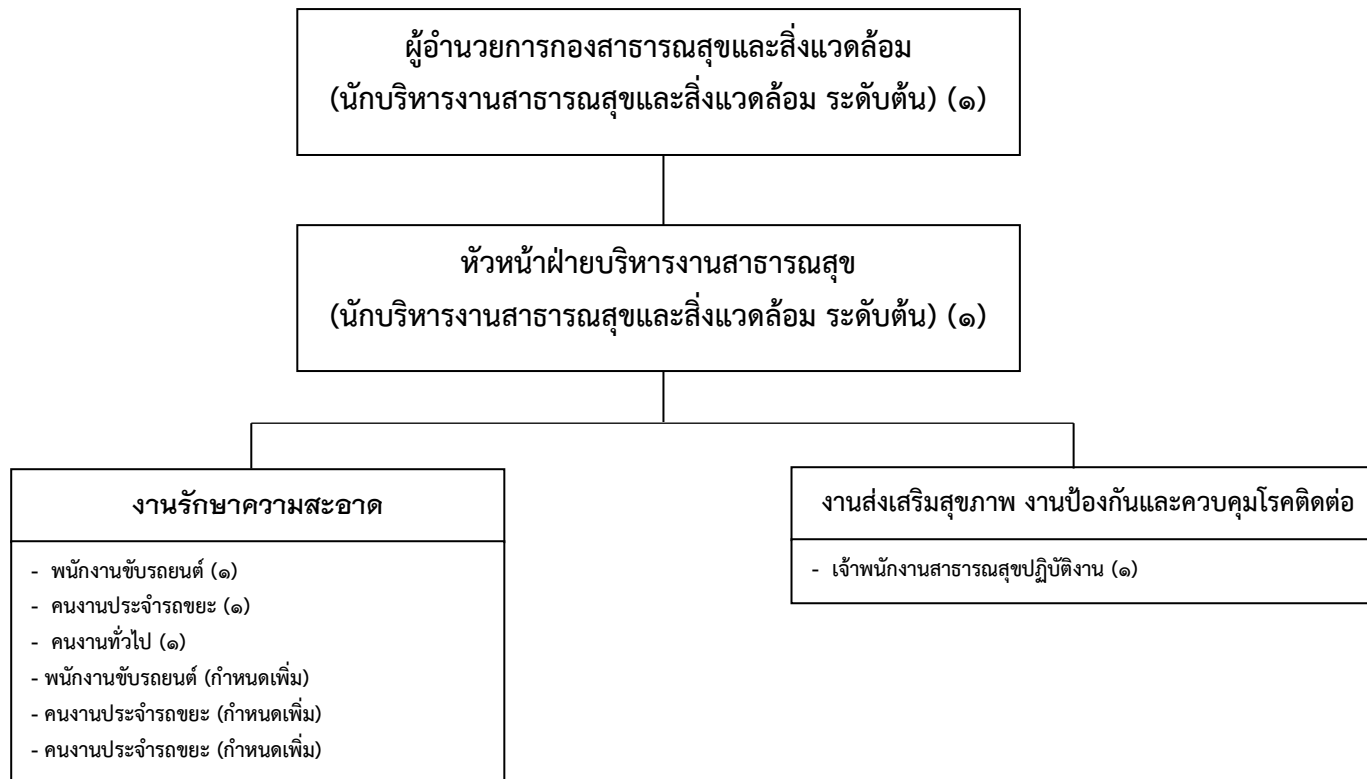 ผู้อำนวยการกองสาธารณสุขและสิ่งแวดล้อม
(นักบริหารงานสาธารณสุขและสิ่งแวดล้อม ระดับต้น) (๑)
หัวหน้าฝ่ายบริหารงานสาธารณสุข
(นักบริหารงานสาธารณสุขและสิ่งแวดล้อม ระดับต้น) (๑)
งานรักษาความสะอาด
- พนักงานขับรถยนต์ (๑)
- คนงานประจำรถขยะ (๑)
- คนงานทั่วไป (๑)
- พนักงานขับรถยนต์ (กำหนดเพิ่ม)
- คนงานประจำรถขยะ (กำหนดเพิ่ม)
- คนงานประจำรถขยะ (กำหนดเพิ่ม)
งานส่งเสริมสุขภาพ งานป้องกันและควบคุมโรคติดต่อ
- เจ้าพนักงานสาธารณสุขปฏิบัติงาน (๑)